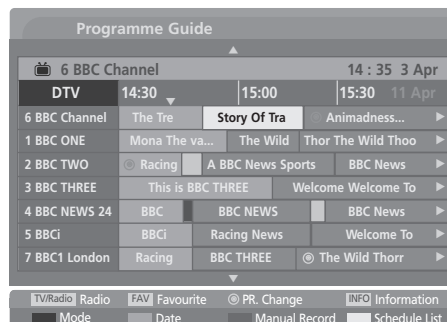 Programme Guide
6 BBC Channel 14 : 35 3 Apr
DTV 14:30 15:00 15:30 11 Apr
6 BBC Channel The Tre Story Of Tra Animadness...
1 BBC ONE Mona The va... The Wild Thor The Wild Thoo
2 BBC TWO Racing A BBC News Sports BBC News
3 BBC THREE This is BBC THREE Welcome Welcome To
4 BBC NEWS 24 BBC BBC NEWS BBC News
5 BBCi BBCi Racing News Welcome To
7 BBC1 London Racing BBC THREE The Wild Thorr
TV/Radio Radio FAV Favourite PR. Change INFO Information
Mode Date Manual Record Schedule List